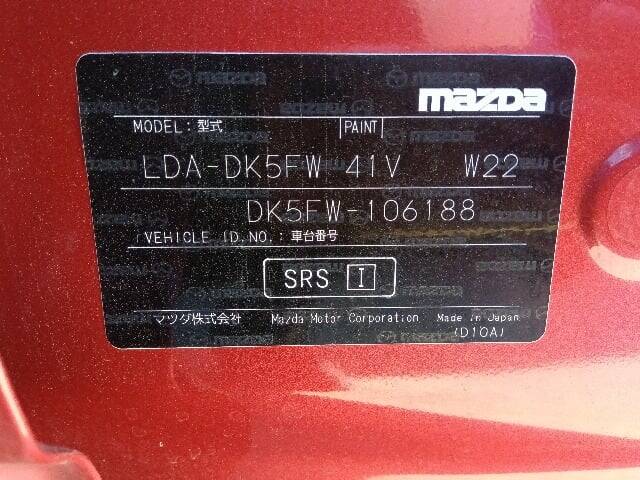 mazda
MODEL : 型式 PAINT
LDA-DK5FW 41V W22
DK5FW-106188
VEHICLE I.D.NO. : 車台番号
SRS I
マツダ株式会社 Mazda Motor Corporation Made in Japan
(D10A)